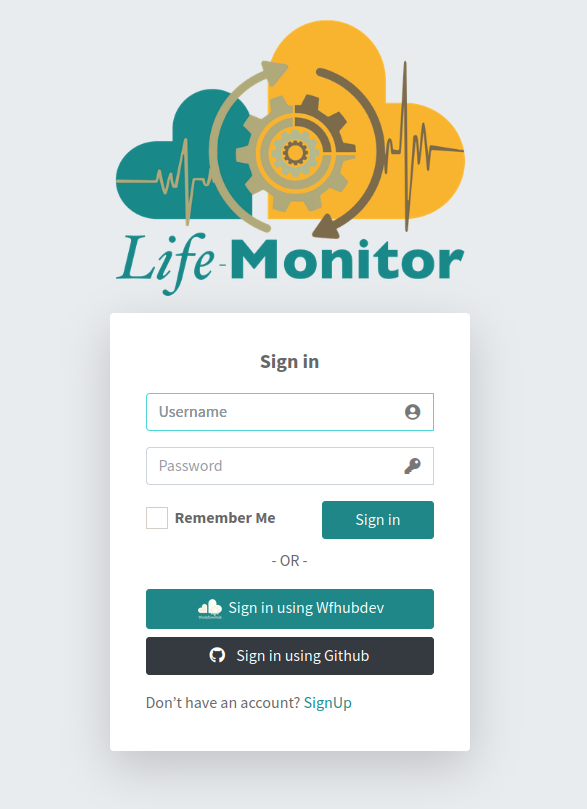 Life-Monitor
Sign in
Username
Password
Remember Me
Sign in
- OR -
Sign in using Wfhubdev
Sign in using Github
Don't have an account? SignUp